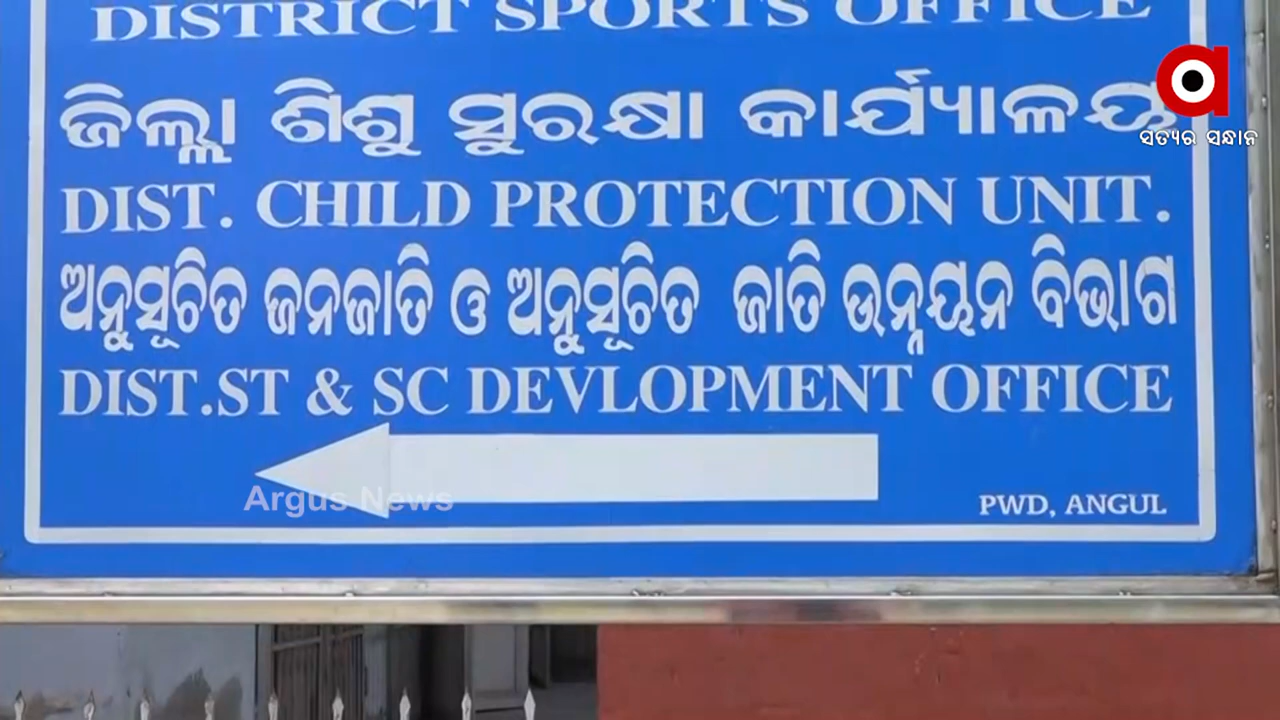 DISTRICT SPORTS OFFICE
ଜିଲ୍ଲା ଶିଶୁ ସୁରକ୍ଷା କାର୍ଯ୍ୟାଳୟ
ସତ୍ୟର ସନ୍ଧାନ
DIST. CHILD PROTECTION UNIT.
ଅନୁସୂଚିତ ଜନଜାତି ଓ ଅନୁସୂଚିତ ଜାତି ଉନ୍ନୟନ ବିଭାଗ
DIST.ST & SC DEVLOPMENT OFFICE
Argus News
PWD, ANGUL